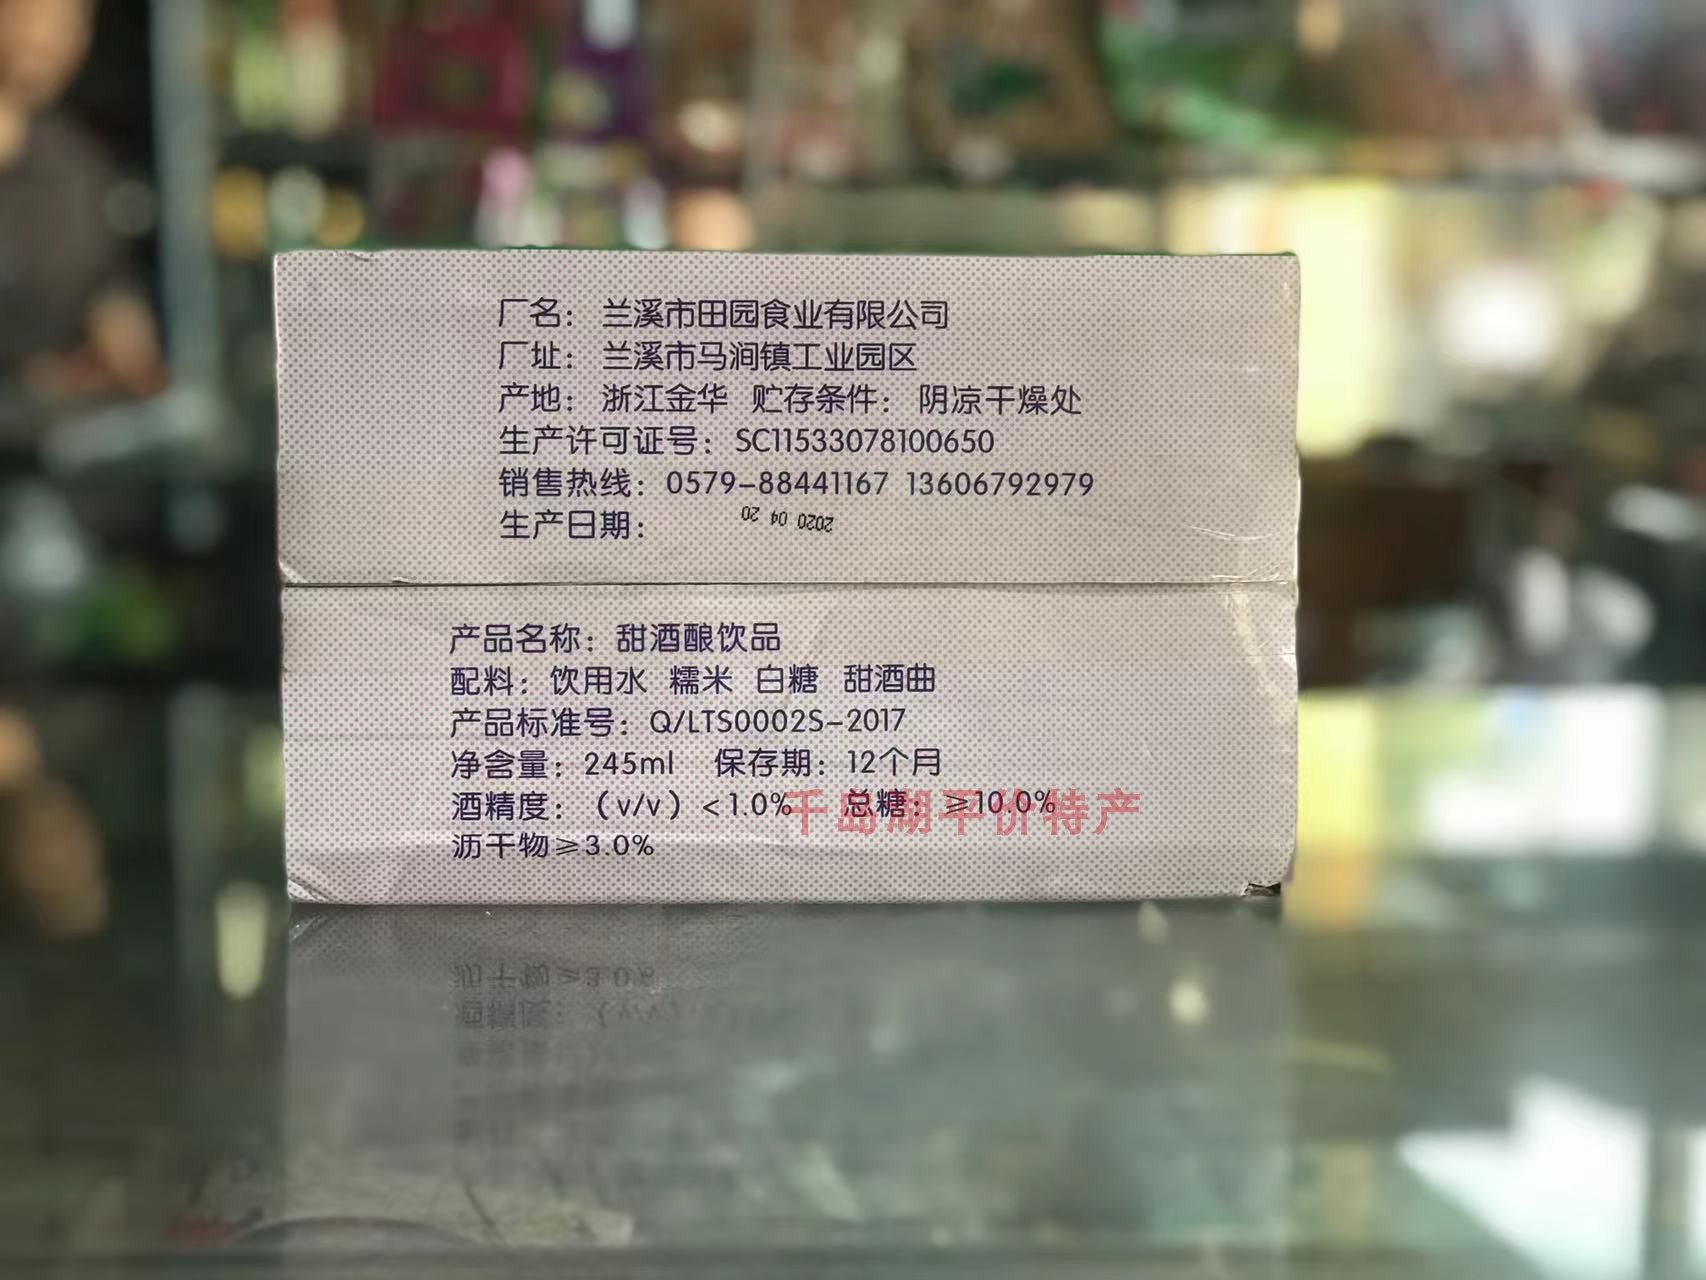 厂名： 兰溪市田园食业有限公司
厂址： 兰溪市马涧镇工业园区
产地： 浙江金华 贮存条件： 阴凉干燥处
生产许可证号：SC11533078100650
销售热线：0579-88441167 13606792979
生产日期： 2020 04 20
产品名称：甜酒酿饮品
配料：饮用水 糯米 白糖 甜酒曲
产品标准号：Q/LTS0002S-2017
净含量：245ml 保存期：12个月
酒精度：（v/v）<1.0% 总糖：≥10.0%
千岛湖平价特产
沥干物≥3.0%